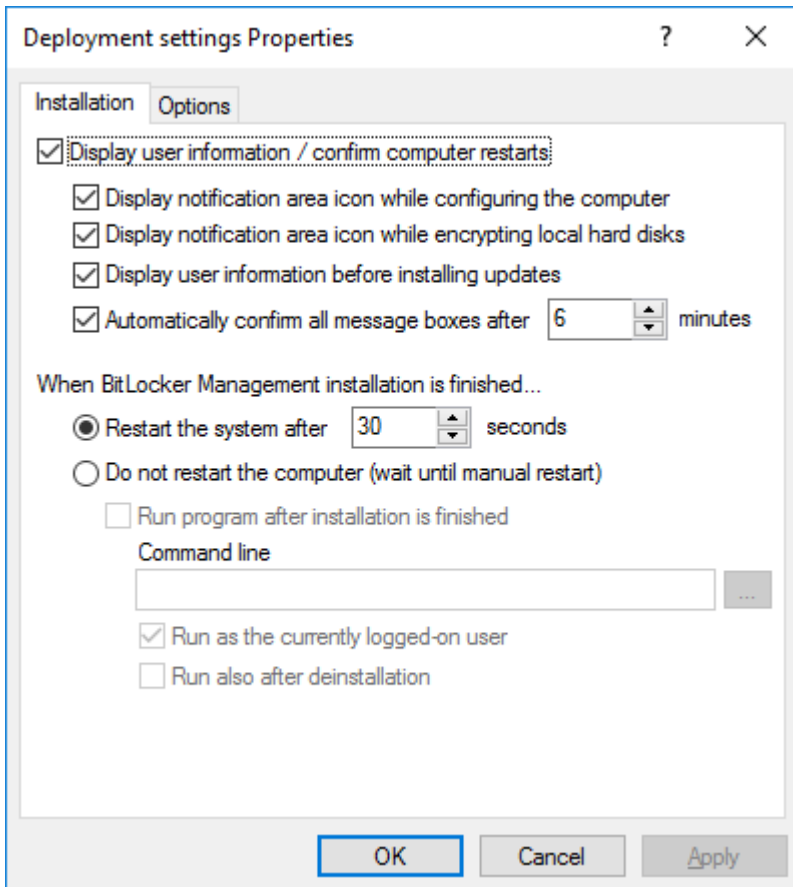 Deployment settings Properties ?
Installation Options
Display user information / confirm computer restarts
Display notification area icon while configuring the computer
Display notification area icon while encrypting local hard disks
Display user information before installing updates
Automatically confirm all message boxes after 6 minutes
When BitLocker Management installation is finished...
Restart the system after 30 seconds
Do not restart the computer (wait until manual restart)
Run program after installation is finished
Command line
...
Run as the currently logged-on user
Run also after deinstallation
OK Cancel Apply